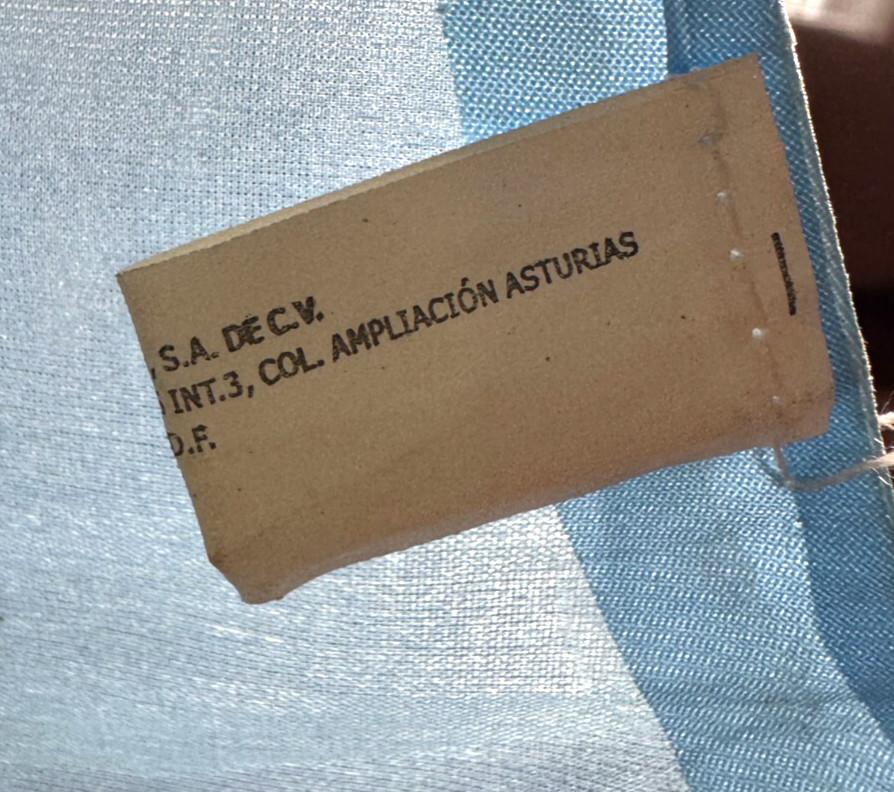 , S.A. DE C.V.
INT.3, COL. AMPLIACIÓN ASTURIAS
D.F.